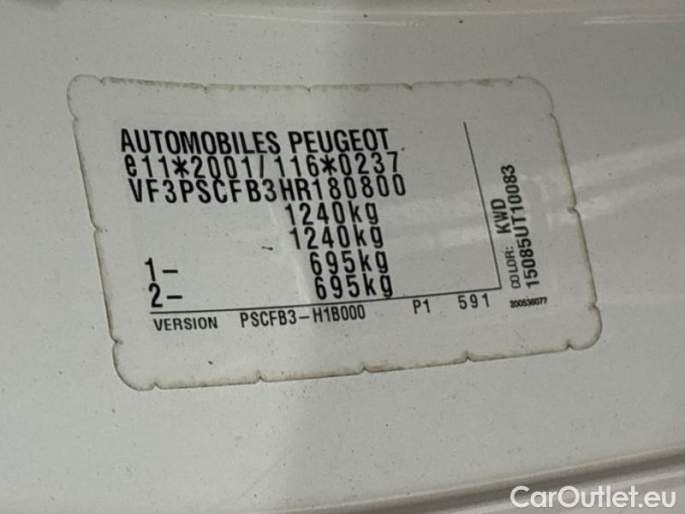 AUTOMOBILES PEUGEOT
e11*2001/116*0237
VF3PSCFB3HR180800
1240kg
1240kg
1- 695kg
2- 695kg
VERSION PSCFB3-H1B000 P1 591
COLOR: KWD
15085UT10083
CarOutlet.eu